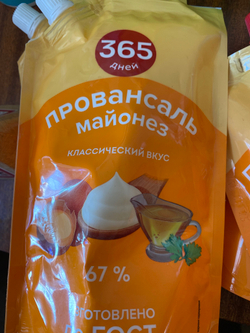 365
дней
ПРОВАНСАЛЬ
майонез
КЛАССИЧЕСКИЙ ВКУС
67 %
ГОТОВЛЕНО
ГОСТ